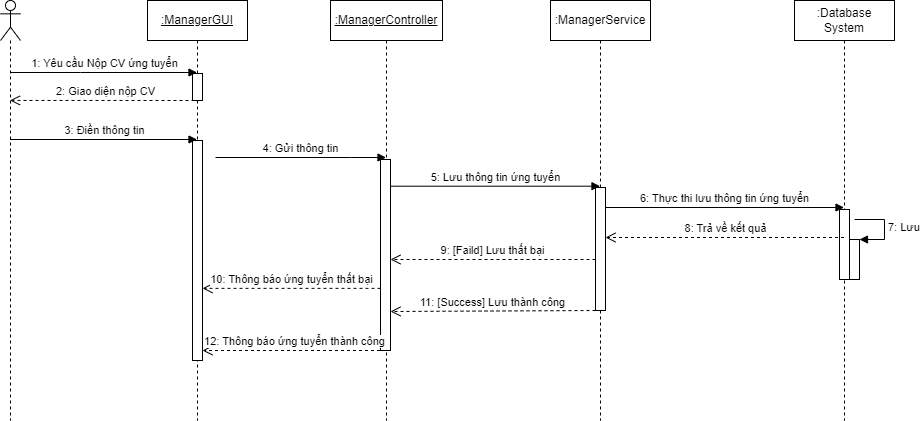 :ManagerGUI
:ManagerController
:ManagerService
:Database
System
1: Yêu cầu Nộp CV ứng tuyển
2: Giao diện nộp CV
3: Điền thông tin
4: Gửi thông tin
5: Lưu thông tin ứng tuyển
6: Thực thi lưu thông tin ứng tuyển
7: Lưu
8: Trả về kết quả
9: [Faild] Lưu thất bại
10: Thông báo ứng tuyển thất bại
11: [Success] Lưu thành công
12: Thông báo ứng tuyển thành công